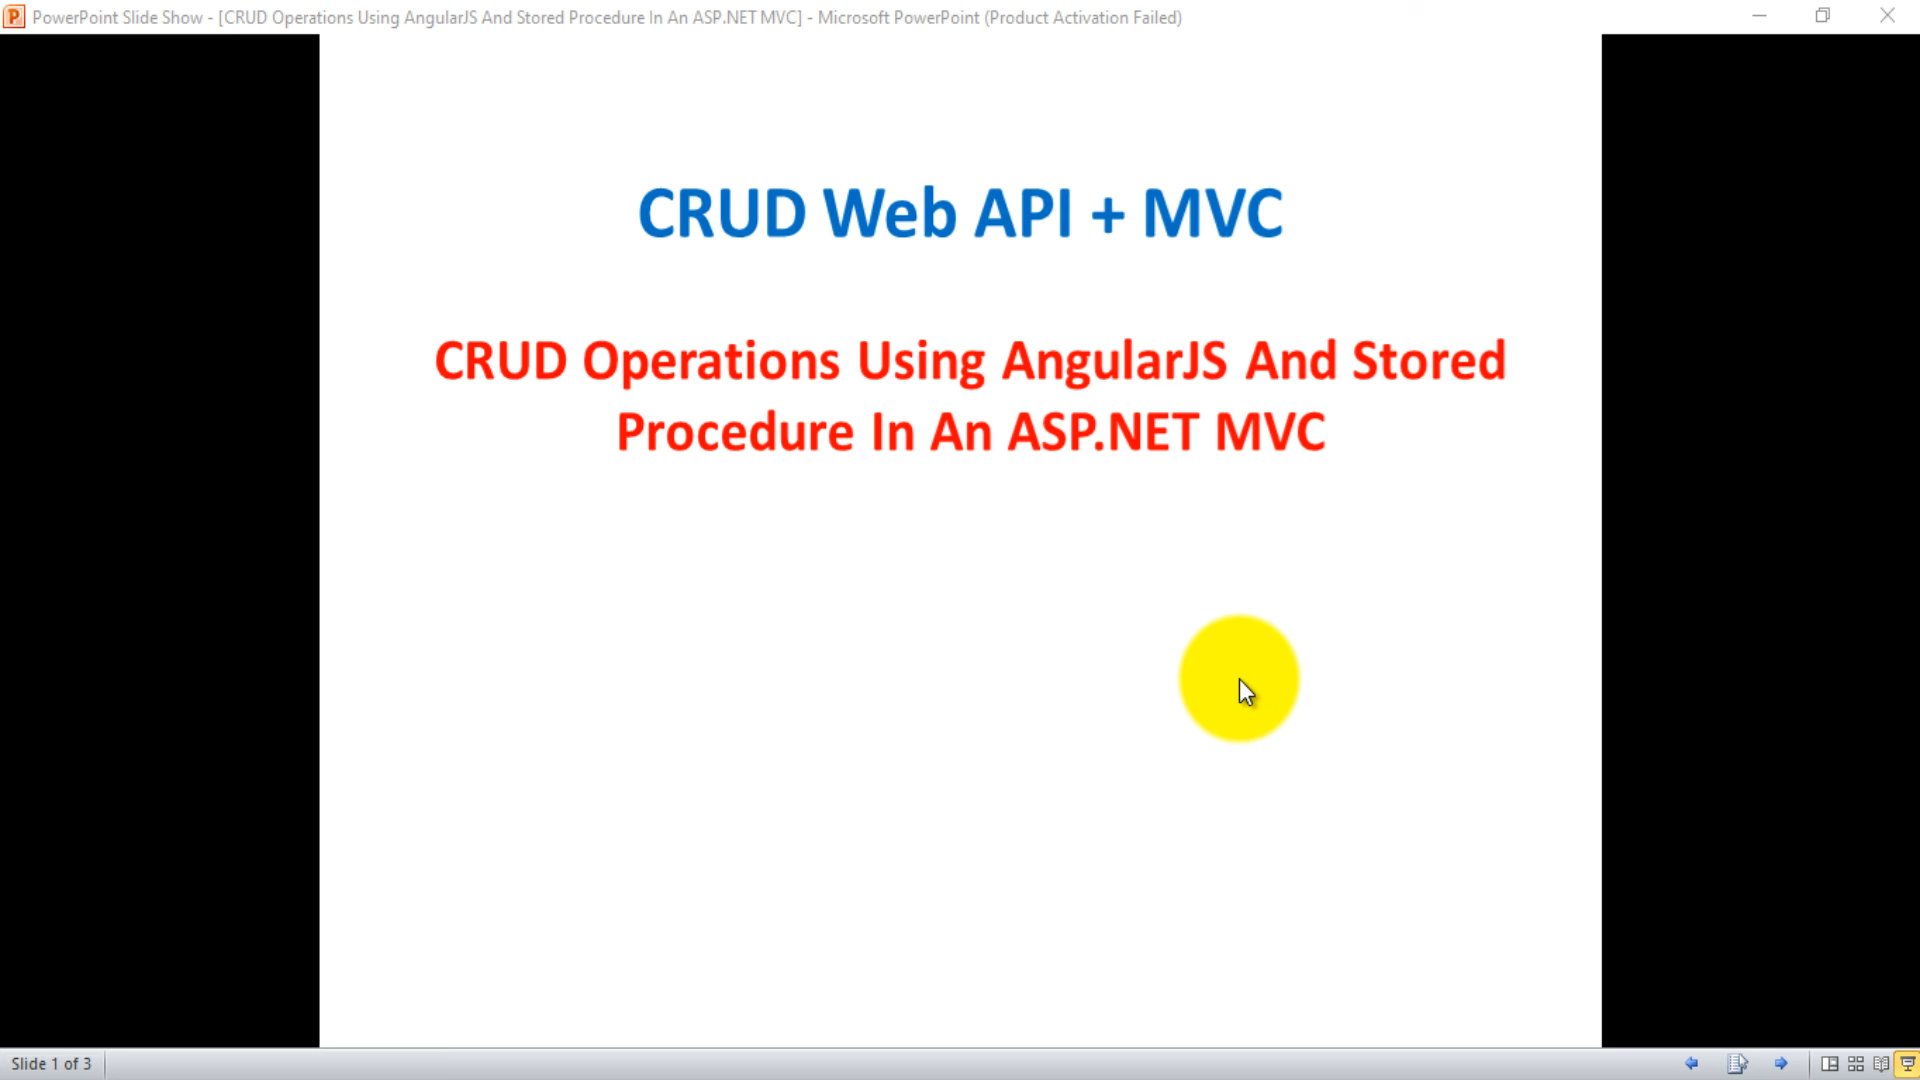 PowerPoint Slide Show - [CRUD Operations Using AngularJS And Stored Procedure In An ASP.NET MVC] - Microsoft PowerPoint (Product Activation Failed)
CRUD Web API + MVC
CRUD Operations Using AngularJS And Stored
Procedure In An ASP.NET MVC
Slide 1 of 3